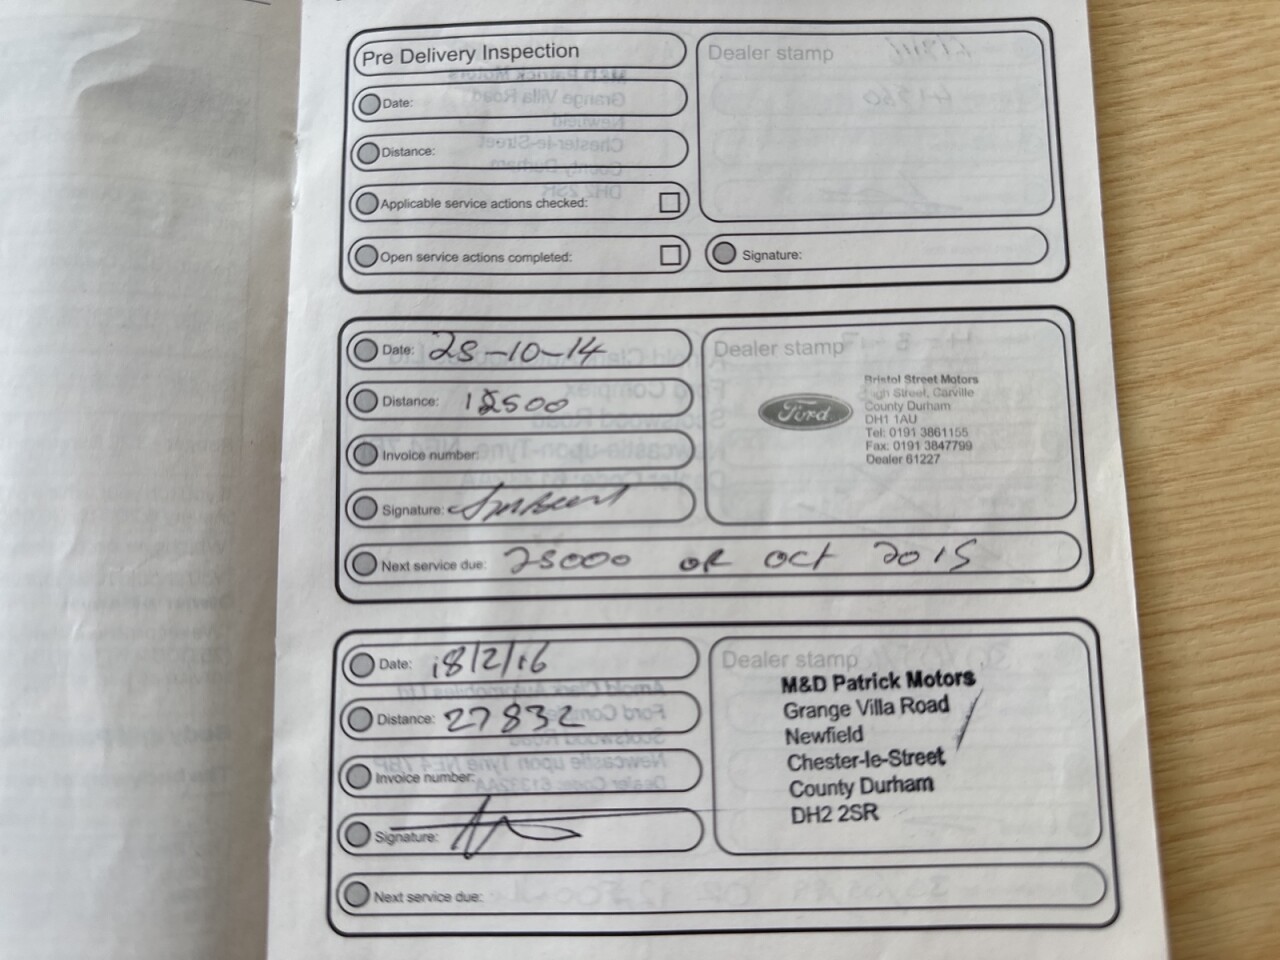 Pre Delivery Inspection
Date:
Distance:
Applicable service actions checked:
Open service actions completed:
Dealer stamp
Signature:
Date: 28-10-14
Distance: 12500
Invoice number:
Signature:
Next service due: 25000 OR OCT 2015
Dealer stamp
Ford
Bristol Street Motors
High Street, Carville
County Durham
DH1 1AU
Tel: 0191 3861155
Fax: 0191 3847799
Dealer 61227
Date: 18/2/16
Distance: 27832
Invoice number:
Signature:
Next service due:
Dealer stamp
M&D Patrick Motors
Grange Villa Road
Newfield
Chester-le-Street
County Durham
DH2 2SR